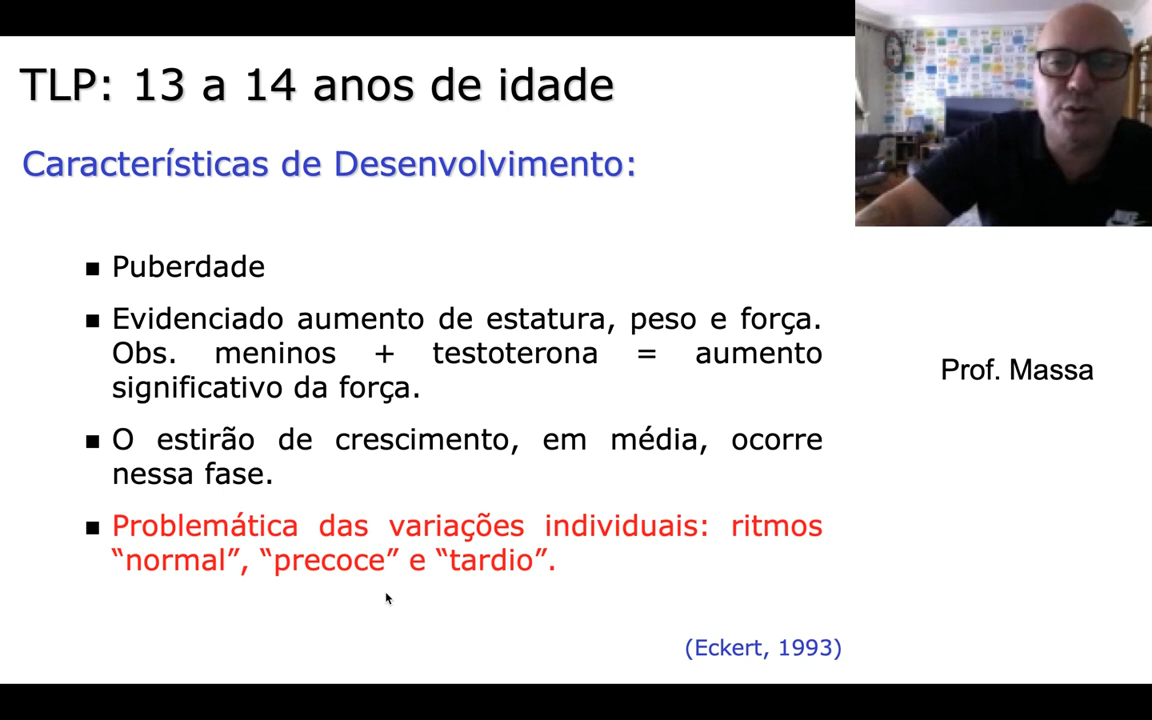 TLP: 13 a 14 anos de idade
Características de Desenvolvimento:
Puberdade
Evidenciado aumento de estatura, peso e força.
Obs. meninos + testoterona = aumento
significativo da força.
O estirão de crescimento, em média, ocorre
nessa fase.
Problemática das variações individuais: ritmos
“normal”, “precoce” e “tardio”.
(Eckert, 1993)
Prof. Massa
NIKE